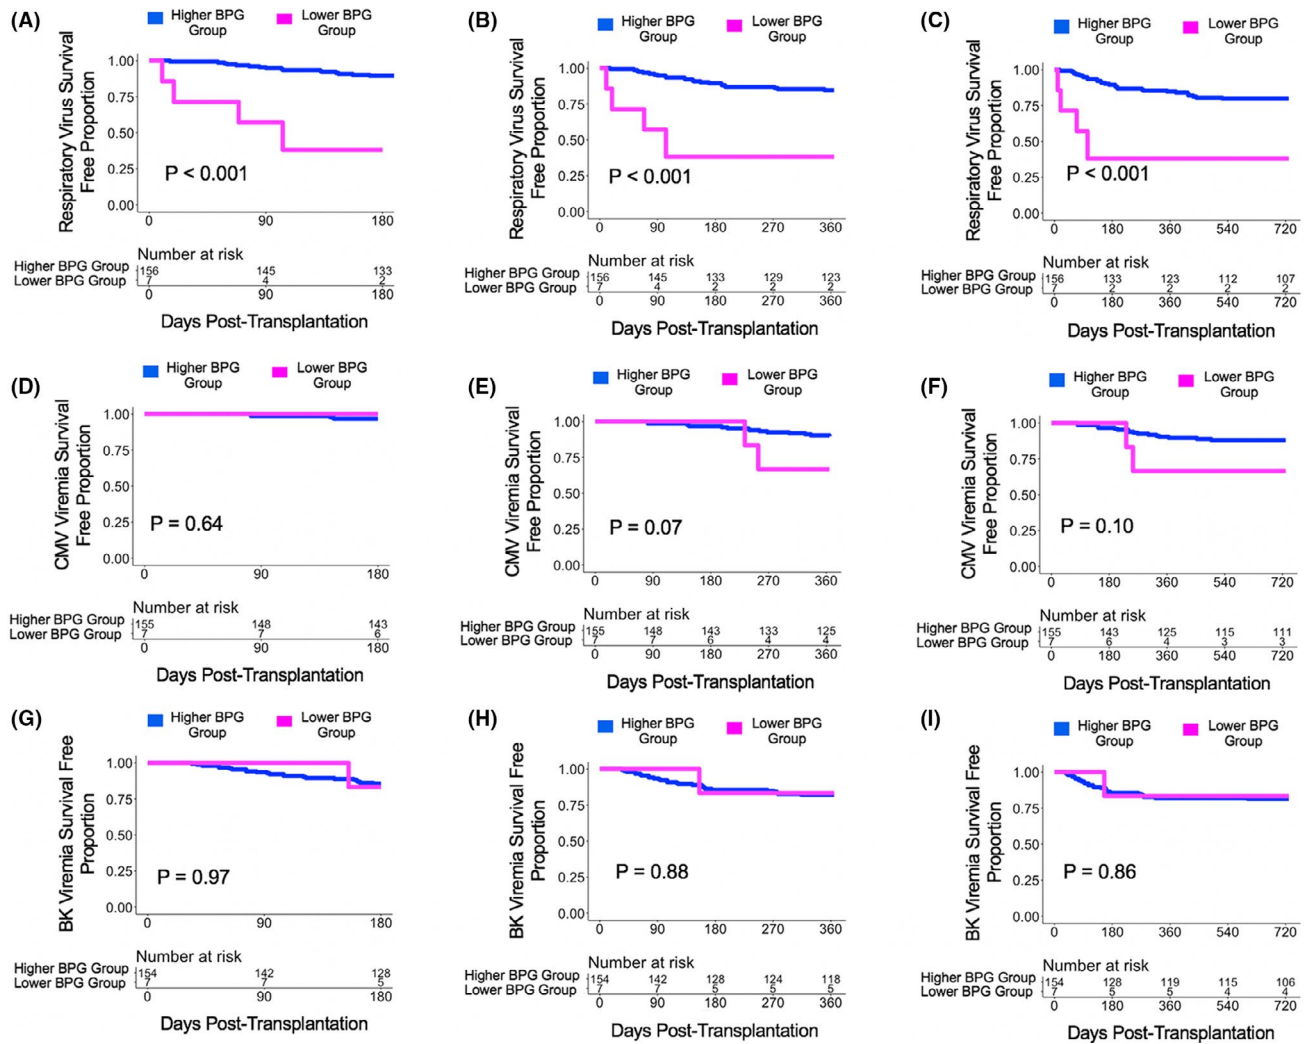 (A)
Higher BPG
Group
Lower BPG
Group
Respiratory Virus Survival
Free Proportion
1.00
0.75
0.50
0.25
0.00
P < 0.001
0 90 180
Number at risk
Higher BPG Group 156 145 133
Lower BPG Group 7 4 2
0 90 180
Days Post-Transplantation
(B)
Higher BPG
Group
Lower BPG
Group
Respiratory Virus Survival
Free Proportion
1.00
0.75
0.50
0.25
0.00
P < 0.001
0 90 180 270 360
Number at risk
Higher BPG Group 156 145 133 129 123
Lower BPG Group 7 4 2 2 2
0 90 180 270 360
Days Post-Transplantation
(C)
Higher BPG
Group
Lower BPG
Group
Respiratory Virus Survival
Free Proportion
1.00
0.75
0.50
0.25
0.00
P < 0.001
0 180 360 540 720
Number at risk
Higher BPG Group 156 133 123 112 107
Lower BPG Group 7 2 2 2 2
0 180 360 540 720
Days Post-Transplantation
(D)
Higher BPG
Group
Lower BPG
Group
CMV Viremia Survival
Free Proportion
1.00
0.75
0.50
0.25
0.00
P = 0.64
0 90 180
Number at risk
Higher BPG Group 155 148 143
Lower BPG Group 7 7 6
0 90 180
Days Post-Transplantation
(E)
Higher BPG
Group
Lower BPG
Group
CMV Viremia Survival
Free Proportion
1.00
0.75
0.50
0.25
0.00
P = 0.07
0 90 180 270 360
Number at risk
Higher BPG Group 155 148 143 133 125
Lower BPG Group 7 7 6 4 4
0 90 180 270 360
Days Post-Transplantation
(F)
Higher BPG
Group
Lower BPG
Group
CMV Viremia Survival
Free Proportion
1.00
0.75
0.50
0.25
0.00
P = 0.10
0 180 360 540 720
Number at risk
Higher BPG Group 155 143 125 115 111
Lower BPG Group 7 6 4 3 3
0 180 360 540 720
Days Post-Transplantation
(G)
Higher BPG
Group
Lower BPG
Group
BK Viremia Survival Free
Proportion
1.00
0.75
0.50
0.25
0.00
P = 0.97
0 90 180
Number at risk
Higher BPG Group 154 142 128
Lower BPG Group 7 7 5
0 90 180
Days Post-Transplantation
(H)
Higher BPG
Group
Lower BPG
Group
BK Viremia Survival Free
Proportion
1.00
0.75
0.50
0.25
0.00
P = 0.88
0 90 180 270 360
Number at risk
Higher BPG Group 154 142 128 124 118
Lower BPG Group 7 7 5 5 5
0 90 180 270 360
Days Post-Transplantation
(I)
Higher BPG
Group
Lower BPG
Group
BK Viremia Survival Free
Proportion
1.00
0.75
0.50
0.25
0.00
P = 0.86
0 180 360 540 720
Number at risk
Higher BPG Group 154 128 119 115 106
Lower BPG Group 7 5 5 4 4
0 180 360 540 720
Days Post-Transplantation